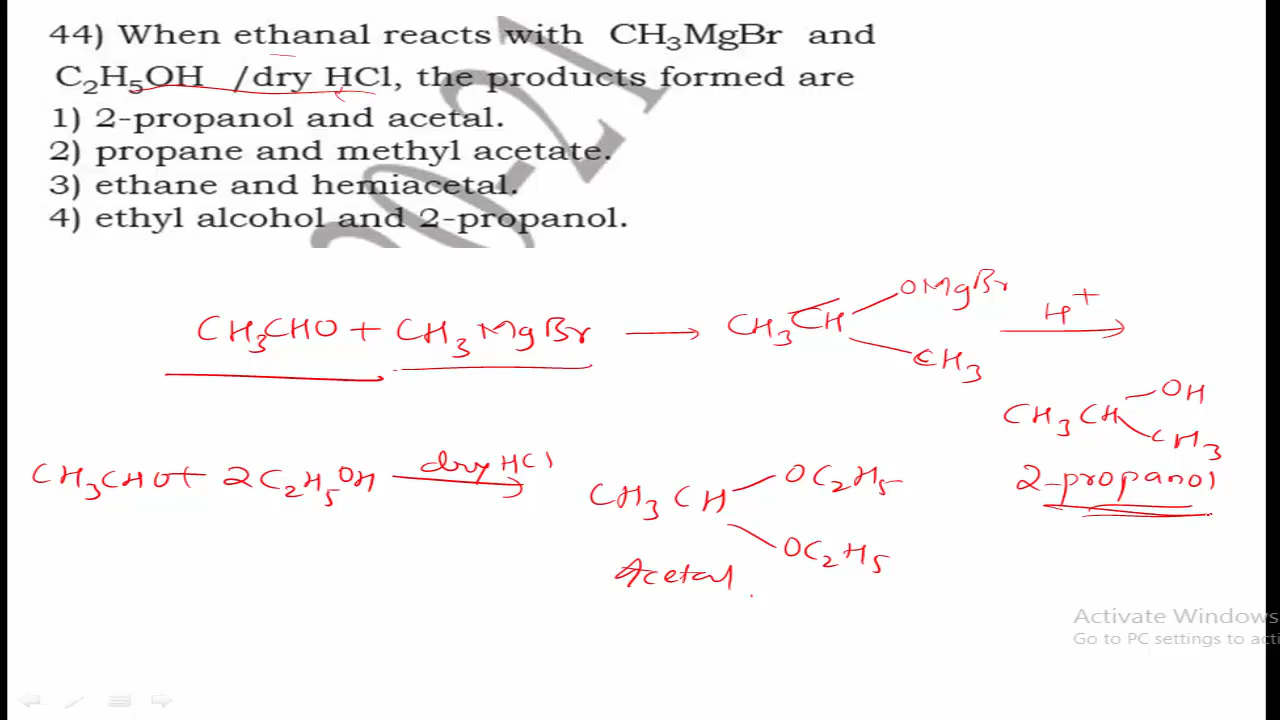 44) When ethanal reacts with CH₃MgBr and
C₂H₅OH /dry HCl, the products formed are
1) 2-propanol and acetal.
2) propane and methyl acetate.
3) ethane and hemiacetal.
4) ethyl alcohol and 2-propanol.
20-21
OMgBr
CH₃CHO + CH₃MgBr → CH₃CH H⁺ →
CH₃
OH
CH₃CH
CH₃
2-propanol
CH₃CHO + 2C₂H₅OH dry HCl → CH₃CH OC₂H₅
OC₂H₅
Acetal
Activate Windows
Go to PC settings to acti